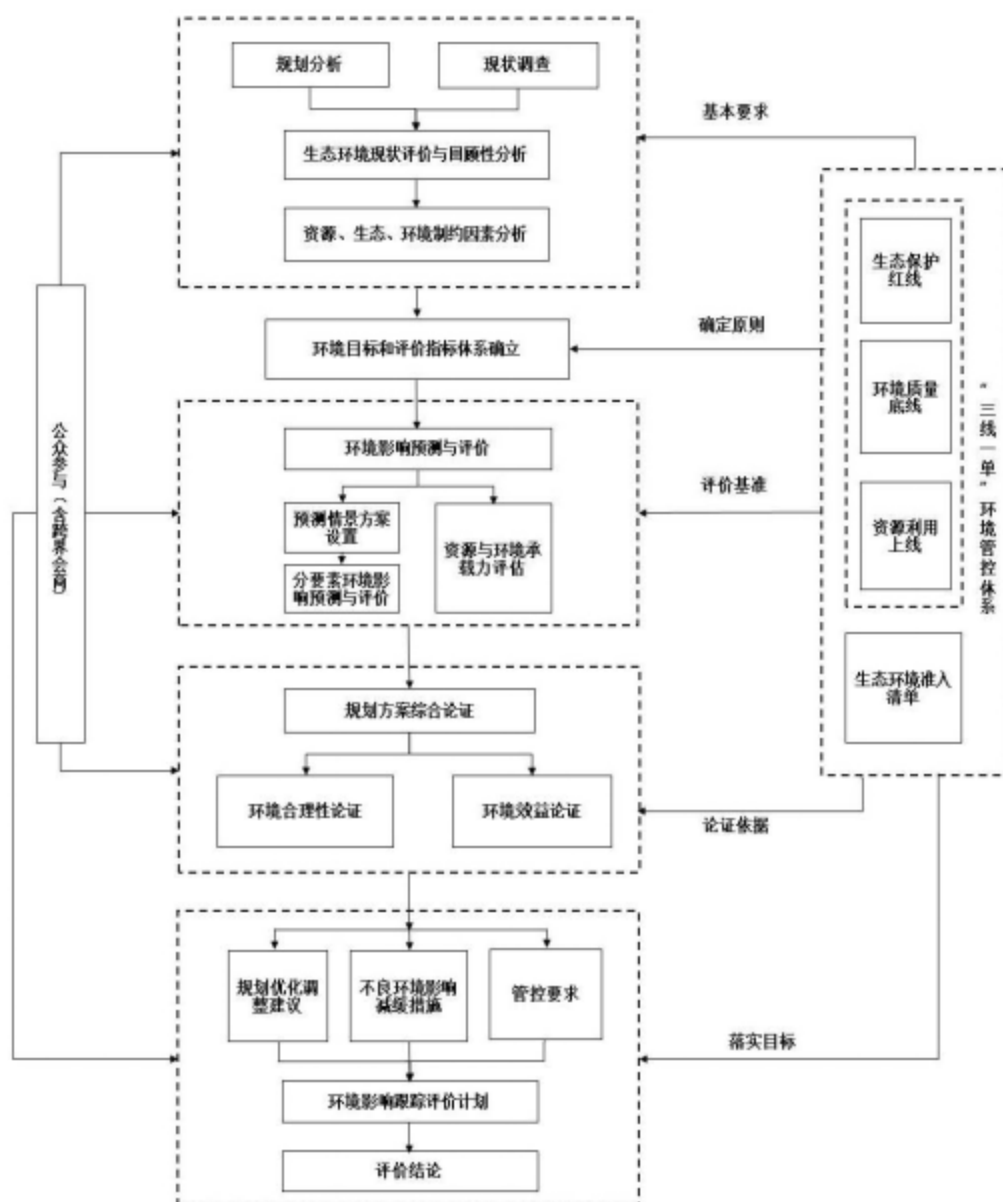 规划分析
现状调查
基本要求
生态环境现状评价与回顾性分析
资源、生态、环境制约因素分析
生态保护
红线
确定原则
环境目标和评价指标体系确立
环境质量
底线
公众参与（含跨界会商）
环境影响预测与评价
“三线一单”环境管控体系
评价基准
预测情景方案
设置
资源与环境承
载力评估
资源利用
上线
分要素环境影
响预测与评价
生态环境准入
清单
规划方案综合论证
环境合理性论证
环境效益论证
论证依据
规划优化调
整建议
不良环境影响
减缓措施
管控要求
落实目标
环境影响跟踪评价计划
评价结论